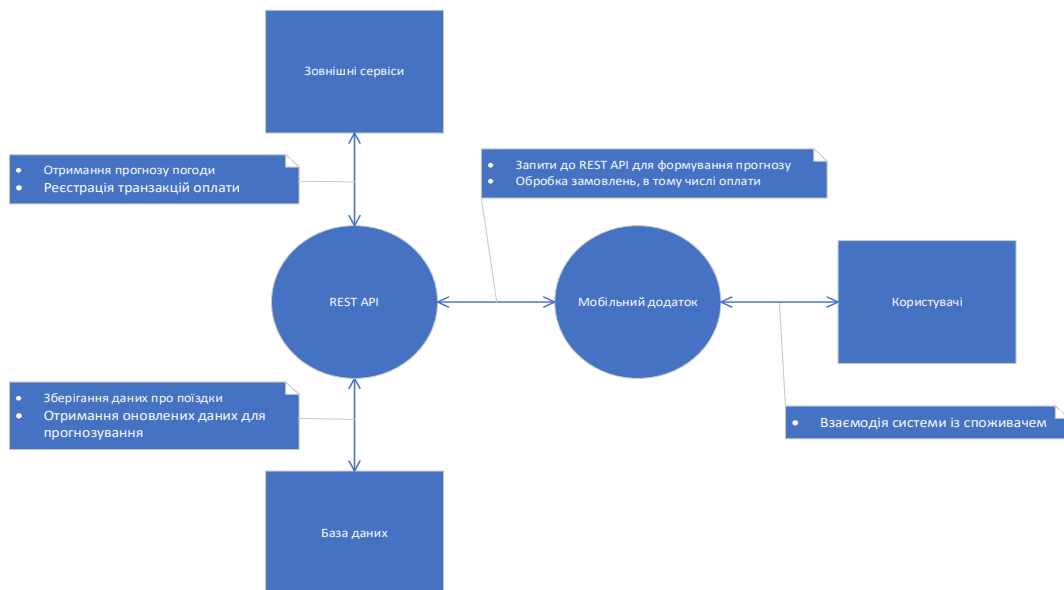 Зовнішні сервіси
• Отримання прогнозу погоди
• Реєстрація транзакцій оплати
• Запити до REST API для формування прогнозу
• Обробка замовлень, в тому числі оплати
REST API
Мобільний додаток
Користувачі
• Зберігання даних про поїздки
• Отримання оновлених даних для
прогнозування
• Взаємодія системи із споживачем
База даних